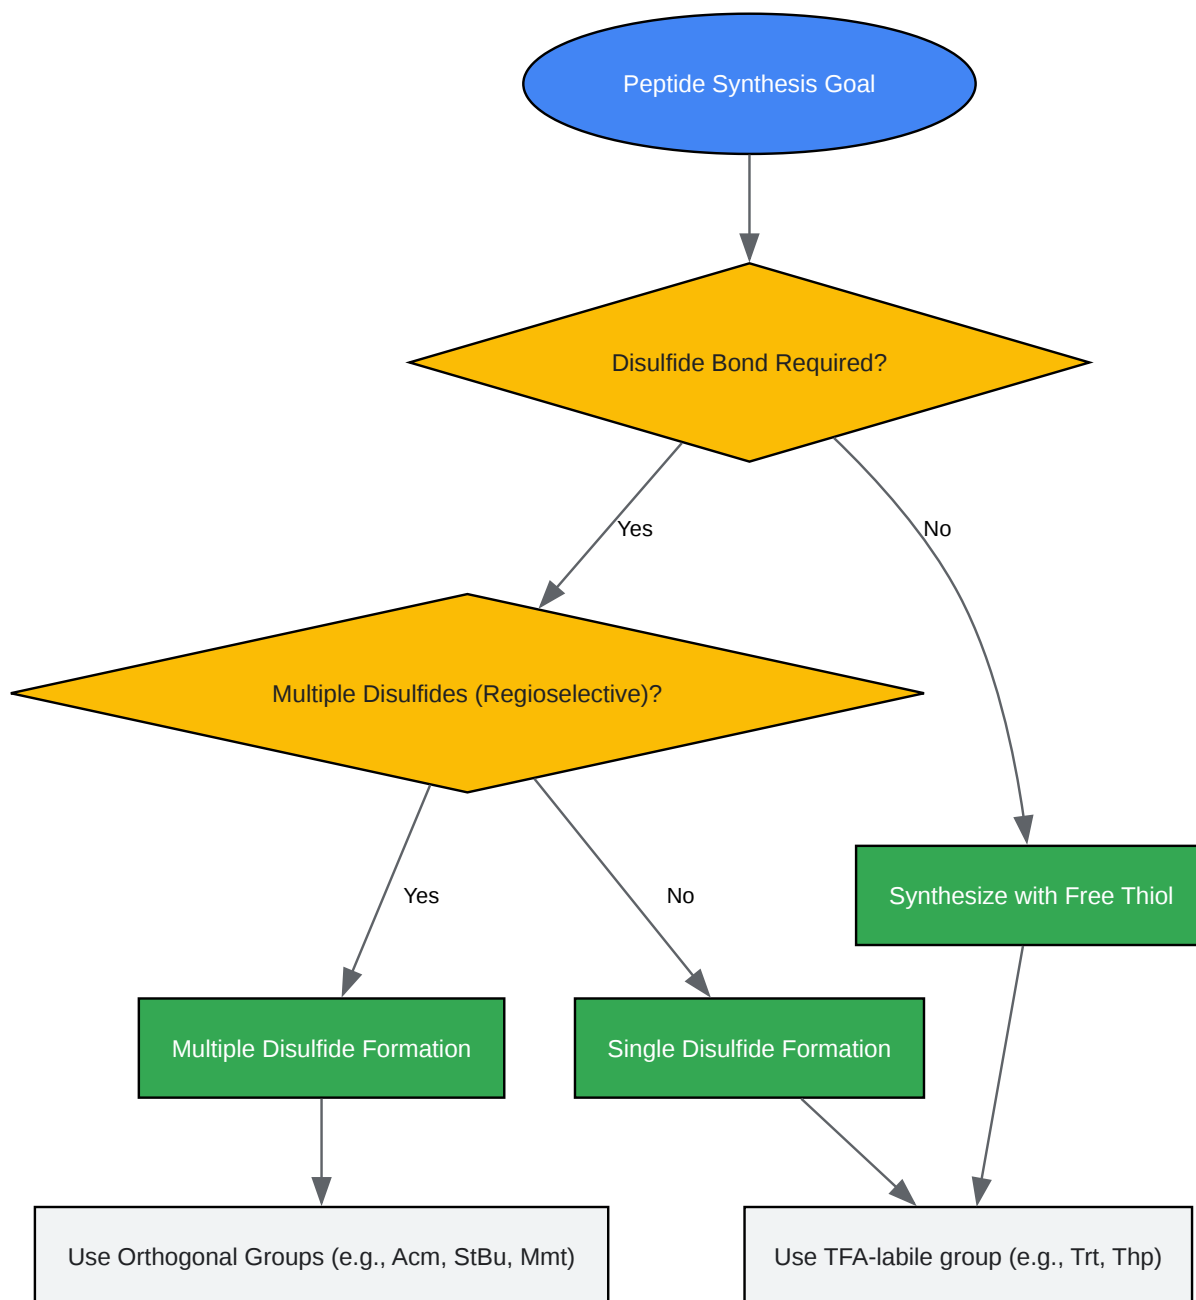 Peptide Synthesis Goal
Disulfide Bond Required?
Yes
No
Multiple Disulfides (Regioselective)?
Yes
No
Synthesize with Free Thiol
Multiple Disulfide Formation
Single Disulfide Formation
Use Orthogonal Groups (e.g., Acm, StBu, Mmt)
Use TFA-labile group (e.g., Trt, Thp)